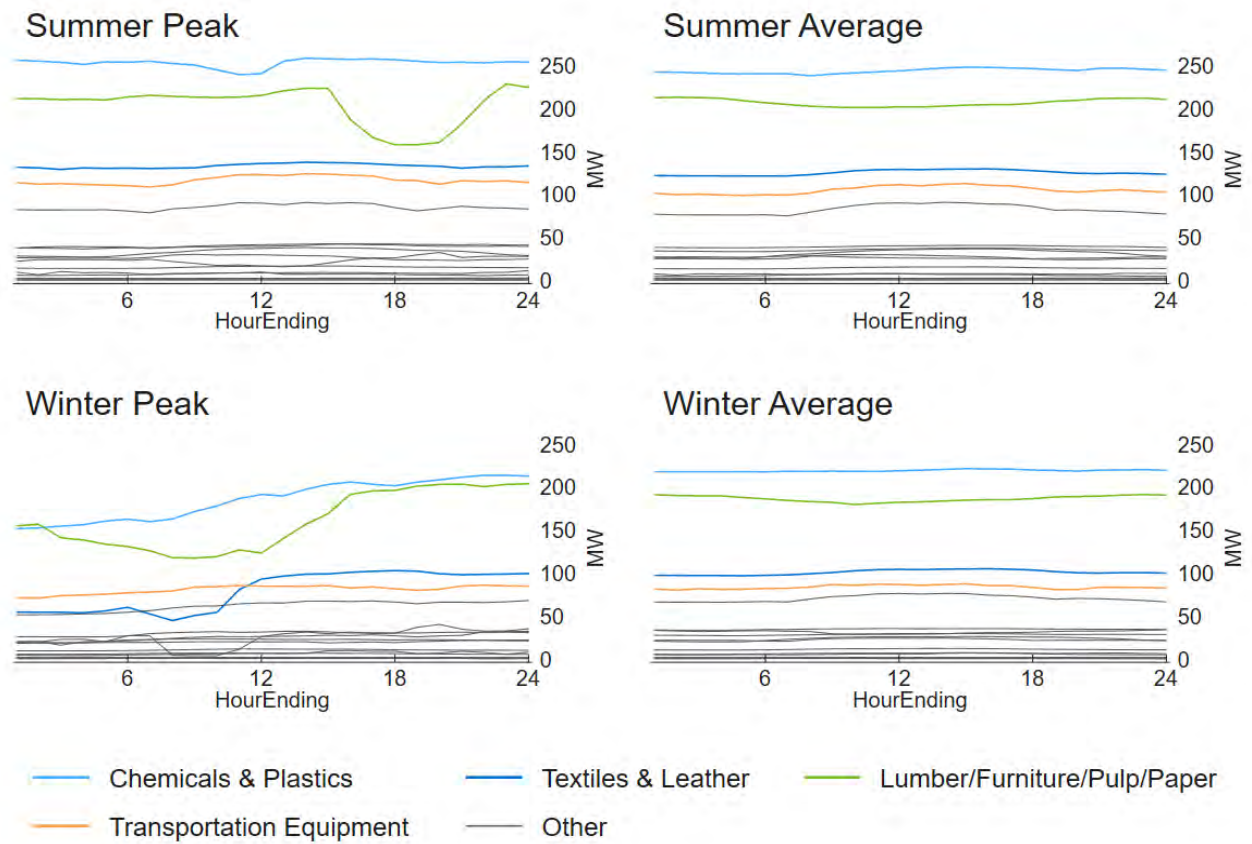 Summer Peak
Summer Average
250
200
150
100
50
0
MW
6 12 18 24
HourEnding
250
200
150
100
50
0
MW
6 12 18 24
HourEnding
Winter Peak
Winter Average
250
200
150
100
50
0
MW
6 12 18 24
HourEnding
250
200
150
100
50
0
MW
6 12 18 24
HourEnding
Chemicals & Plastics
Textiles & Leather
Lumber/Furniture/Pulp/Paper
Transportation Equipment
Other